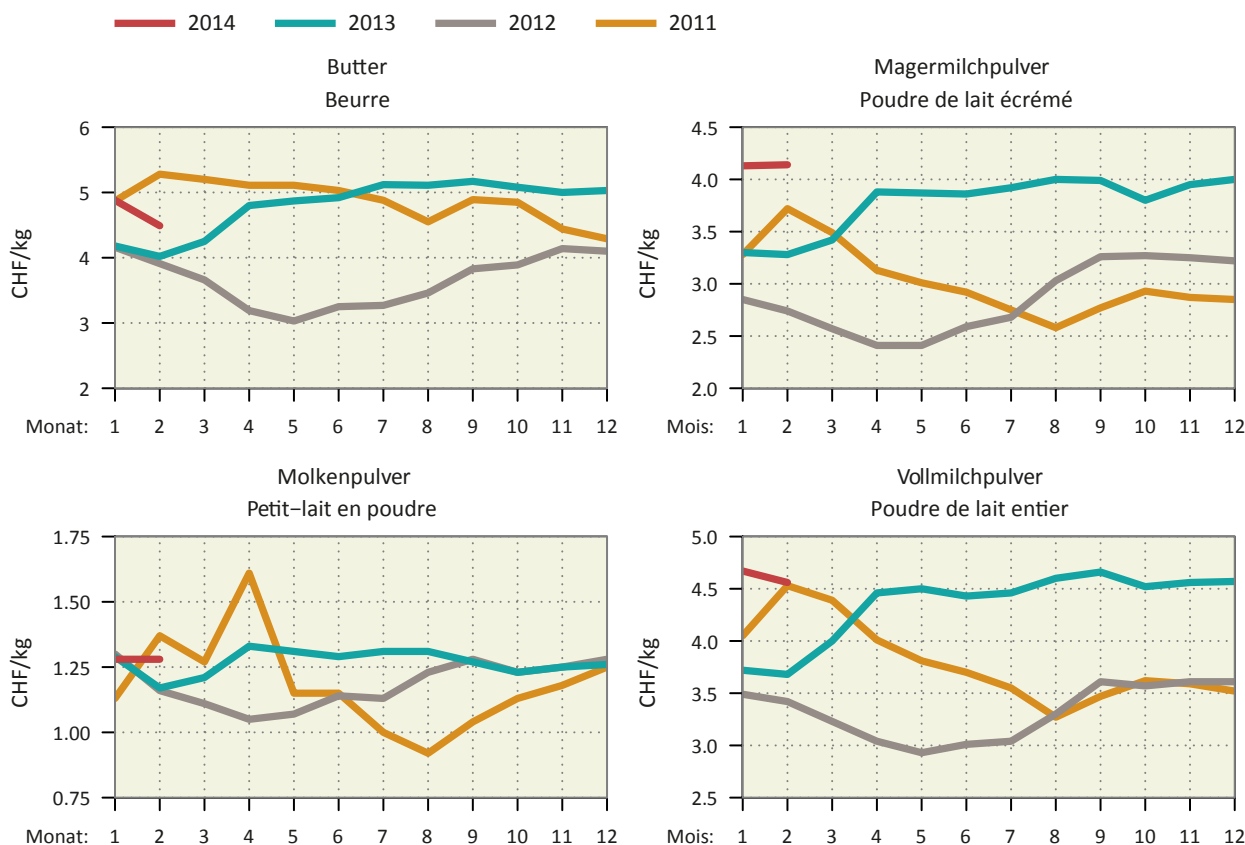 2014 2013 2012 2011
Butter
Beurre
CHF/kg
6
5
4
3
2
Monat: 1 2 3 4 5 6 7 8 9 10 11 12
Magermilchpulver
Poudre de lait écrémé
CHF/kg
4.5
4.0
3.5
3.0
2.5
2.0
Mois: 1 2 3 4 5 6 7 8 9 10 11 12
Molkenpulver
Petit−lait en poudre
CHF/kg
1.75
1.50
1.25
1.00
0.75
Monat: 1 2 3 4 5 6 7 8 9 10 11 12
Vollmilchpulver
Poudre de lait entier
CHF/kg
5.0
4.5
4.0
3.5
3.0
2.5
Mois: 1 2 3 4 5 6 7 8 9 10 11 12